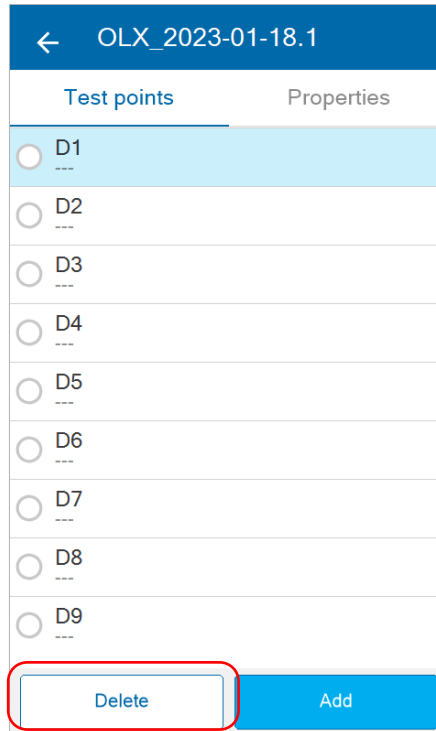 OLX_2023-01-18.1
Test points Properties
D1
---
D2
---
D3
---
D4
---
D5
---
D6
---
D7
---
D8
---
D9
---
Delete Add